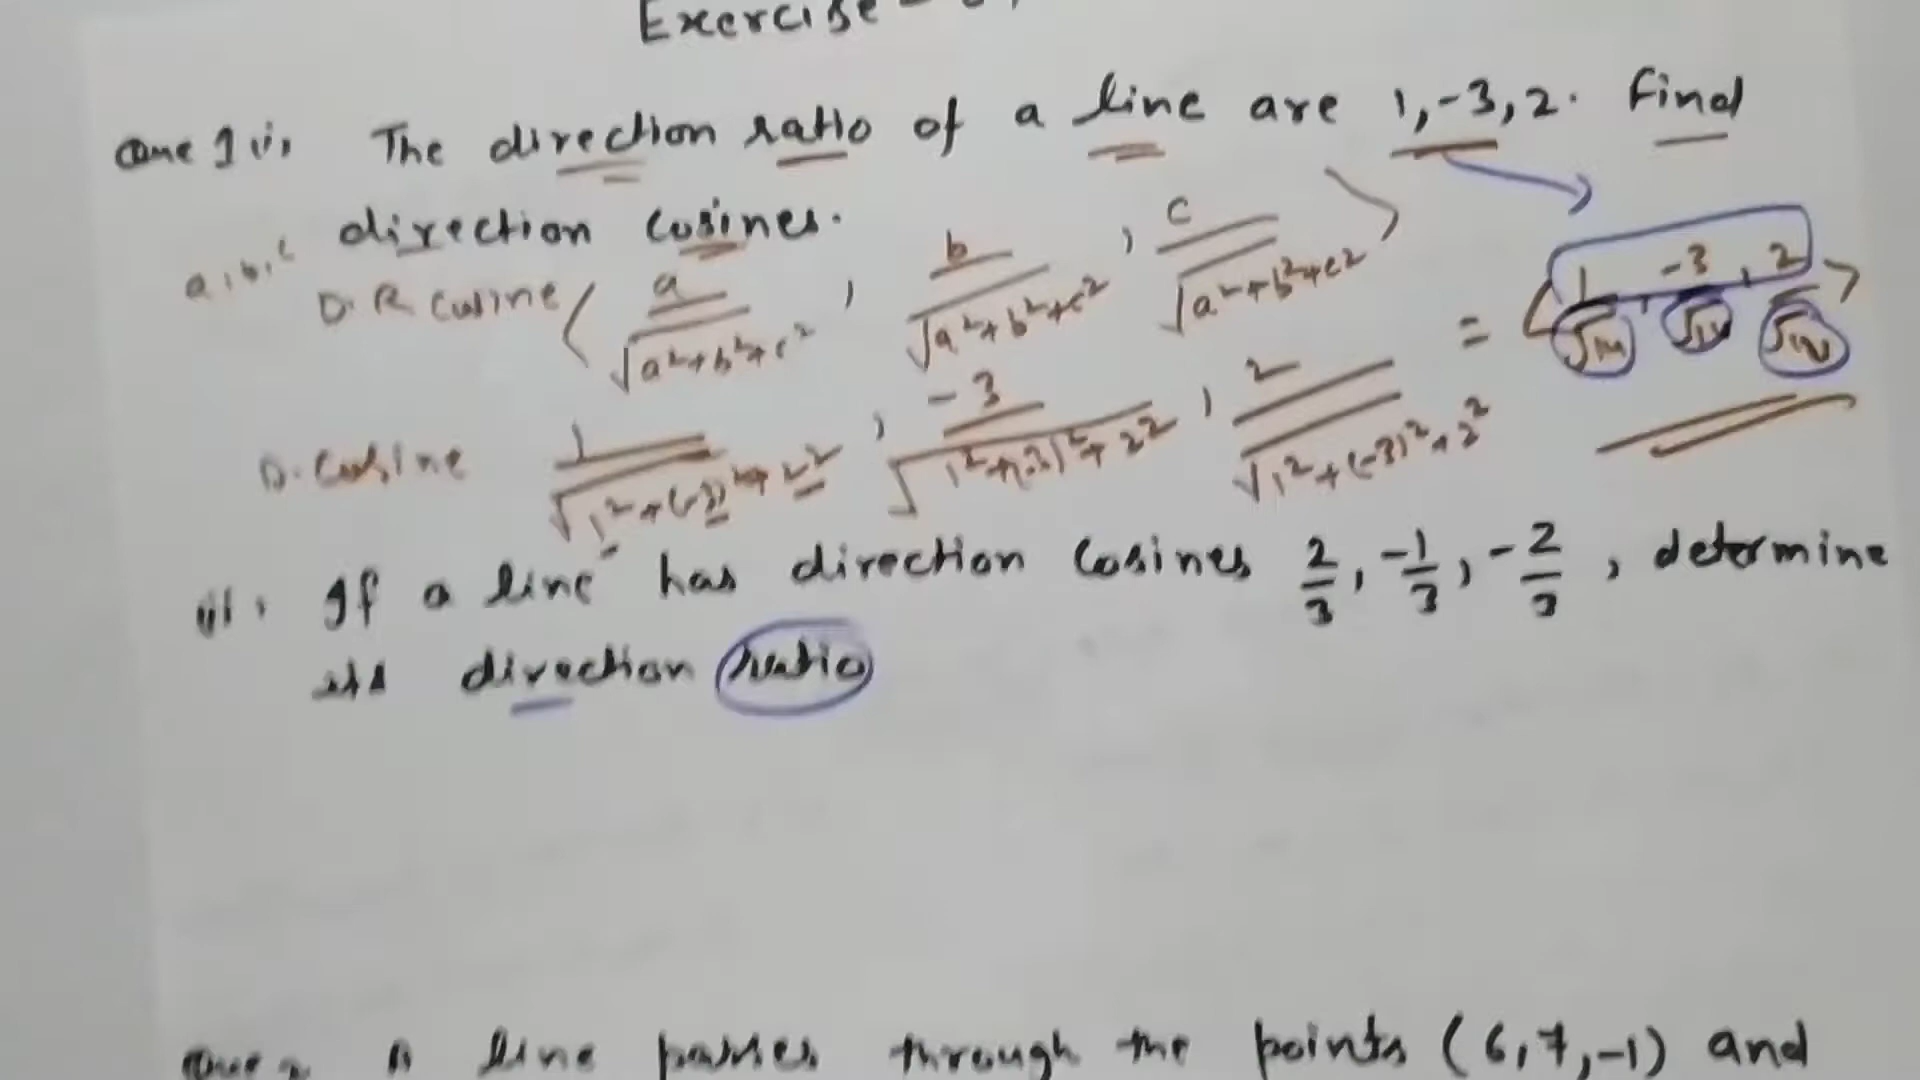 Exercise -
Que 1 (i). The direction ratio of a line are 1, -3, 2. Find
direction cosines.
a, b, c
D.R cosine < a/√a²+b²+c² , b/√a²+b²+c² , c/√a²+b²+c² >
= < 1/√14 , -3/√14 , 2/√14 >
D. Cosine 1/√1²+(-3)²+2² , -3/√1²+(-3)²+2² , 2/√1²+(-3)²+2²
ii. If a line has direction cosines 2/3, -1/3, -2/3, determine
its direction ratio
Que 2 A line passes through the points (6,7,-1) and